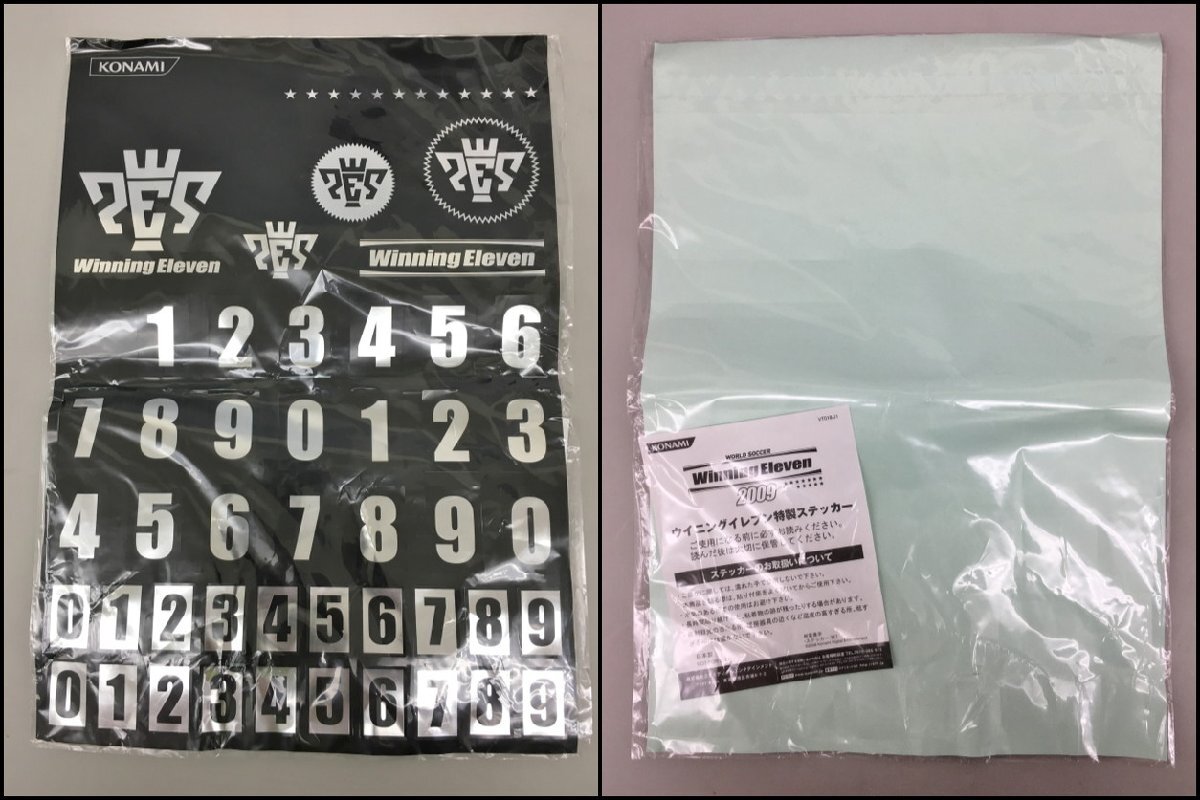 KONAMI
PES
PES
PES
Winning Eleven
PES
Winning Eleven
1 2 3 4 5 6
7 8 9 0 1 2 3
4 5 6 7 8 9 0
0 1 2 3 4 5 6 7 8 9
0 1 2 3 4 5 6 7 8 9
VT018J1
KONAMI
WORLD SOCCER
Winning Eleven
2009
ウイニングイレブン特製ステッカー
ご使用になる前に必ずお読みください。
読んだ後は大切に保管してください。
ステッカーのお取扱いについて